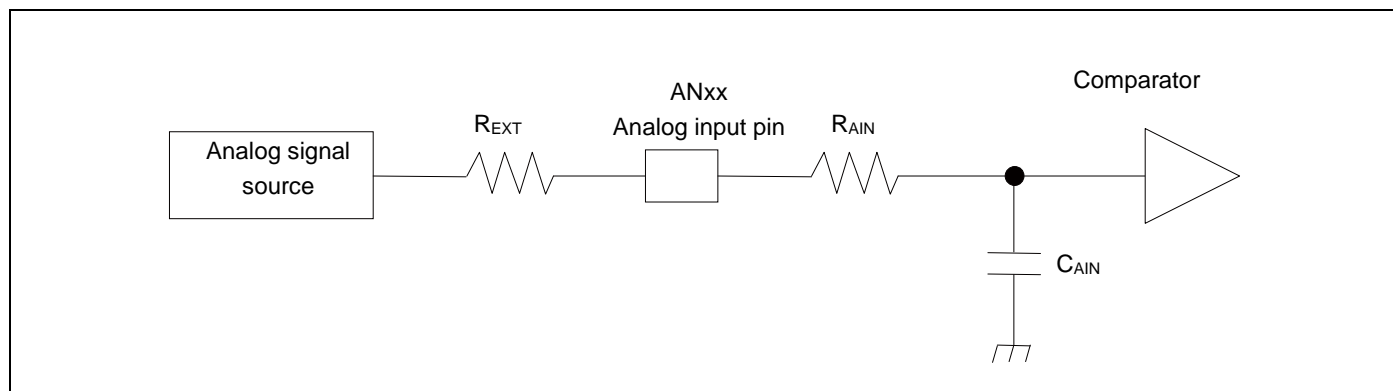 Comparator
ANxx
Analog input pin
REXT
RAIN
Analog signal
source
CAIN